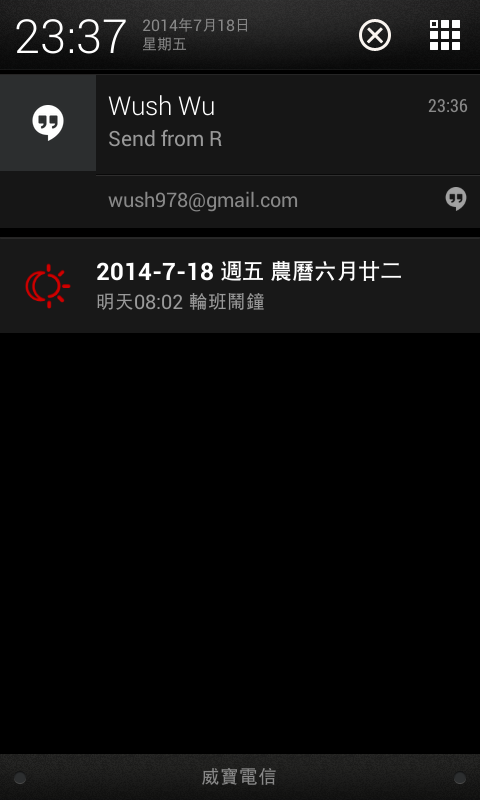 23:37
2014年7月18日
星期五
Wush Wu
23:36
Send from R
wush978@gmail.com
2014-7-18 週五 農曆六月廿二
明天08:02 輪班鬧鐘
威寶電信